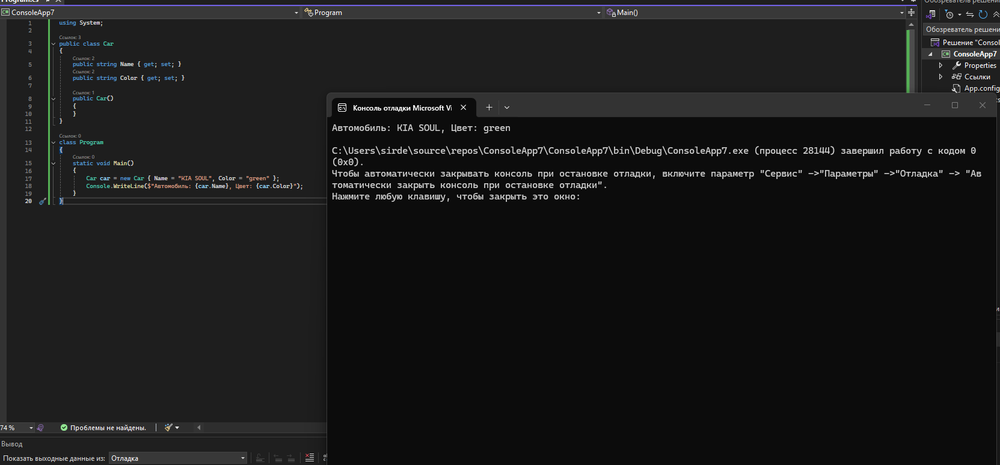 Program.cs
ConsoleApp7
Program
Main()
1 using System;
2
Ссылок: 3
3 public class Car
4 {
Ссылок: 2
5 public string Name { get; set; }
Ссылок: 2
6 public string Color { get; set; }
7
Ссылок: 1
8 public Car()
9 {
10 }
11 }
12
Ссылок: 0
13 class Program
14 {
Ссылок: 0
15 static void Main()
16 {
17 Car car = new Car { Name = "KIA SOUL", Color = "green" };
18 Console.WriteLine($"Автомобиль: {car.Name}, Цвет: {car.Color}");
19 }
20 }
Консоль отладки Microsoft Vi
Автомобиль: KIA SOUL, Цвет: green
C:\Users\sirde\source\repos\ConsoleApp7\ConsoleApp7\bin\Debug\ConsoleApp7.exe (процесс 28144) завершил работу с кодом 0
(0x0).
Чтобы автоматически закрывать консоль при остановке отладки, включите параметр "Сервис" ->"Параметры" ->"Отладка" -> "Ав
томатически закрыть консоль при остановке отладки".
Нажмите любую клавишу, чтобы закрыть это окно:
Обозреватель решени
Обозреватель решени
Решение "Consol
C# ConsoleApp7
Properties
Ссылки
App.config
74 %
Проблемы не найдены.
Вывод
Показать выходные данные из: Отладка